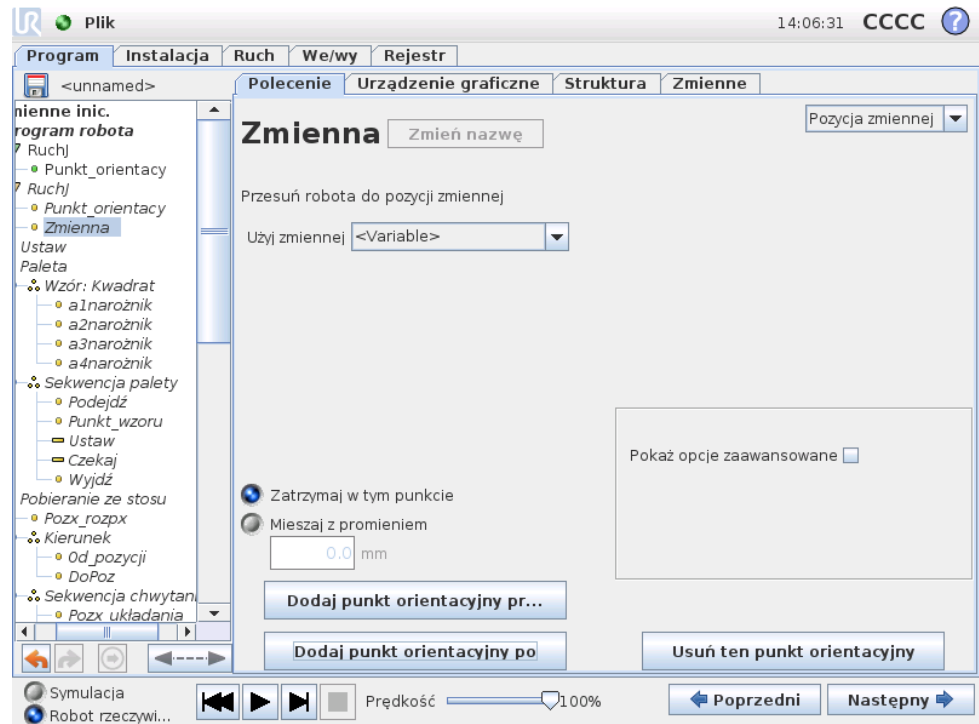 UR Plik 14:06:31 CCCC ?
Program Instalacja Ruch We/wy Rejestr
<unnamed>
Polecenie Urządzenie graficzne Struktura Zmienne
mienne inic.
rogram robota
RuchJ
Punkt_orientacy
RuchJ
Punkt_orientacy
Zmienna
Ustaw
Paleta
Wzór: Kwadrat
a1narożnik
a2narożnik
a3narożnik
a4narożnik
Sekwencja palety
Podejdź
Punkt_wzoru
Ustaw
Czekaj
Wyjdź
Pobieranie ze stosu
Pozx_rozpx
Kierunek
Od_pozycji
DoPoz
Sekwencja chwytani
Pozx układania
Zmienna Zmień nazwę
Pozycja zmiennej
Przesuń robota do pozycji zmiennej
Użyj zmiennej <Variable>
Pokaż opcje zaawansowane
Zatrzymaj w tym punkcie
Mieszaj z promieniem
0.0 mm
Dodaj punkt orientacyjny pr...
Dodaj punkt orientacyjny po
Usuń ten punkt orientacyjny
Symulacja
Robot rzeczywi...
Prędkość 100%
Poprzedni Następny